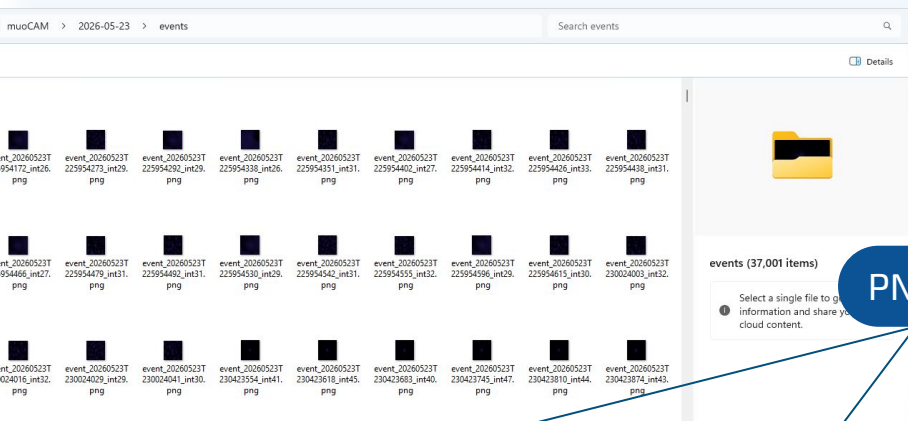 muoCAM > 2026-05-23 > events
Search events
Details
event_20260523T event_20260523T event_20260523T event_20260523T event_20260523T event_20260523T event_20260523T event_20260523T
954172_int26. 225954273_int29. 225954292_int29. 225954338_int26. 225954351_int31. 225954402_int27. 225954414_int32. 225954426_int33. 225954438_int31.
png png png png png png png png png
event_20260523T event_20260523T event_20260523T event_20260523T event_20260523T event_20260523T event_20260523T event_20260523T
954466_int27. 225954479_int31. 225954492_int31. 225954530_int29. 225954542_int31. 225954555_int32. 225954596_int29. 225954615_int30. 230024003_int32.
png png png png png png png png png
event_20260523T event_20260523T event_20260523T event_20260523T event_20260523T event_20260523T event_20260523T event_20260523T
024016_int32. 230024029_int29. 230024041_int30. 230423554_int41. 230423618_int45. 230423683_int40. 230423745_int47. 230423810_int44. 230423874_int43.
png png png png png png png png png
events (37,001 items)
Select a single file to
information and share
cloud content.
PN